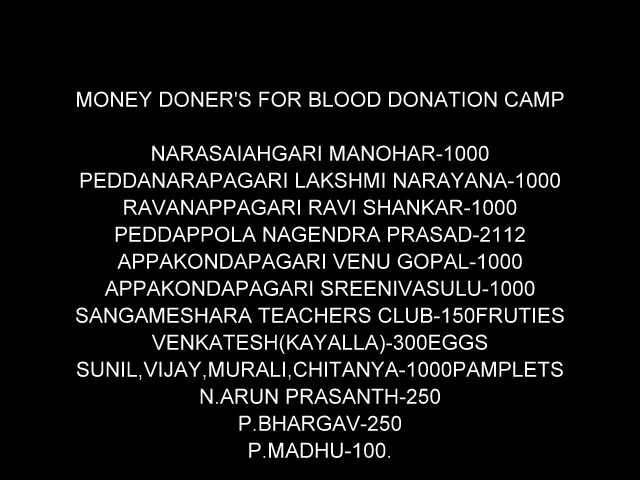 MONEY DONER'S FOR BLOOD DONATION CAMP
NARASAIAHGARI MANOHAR-1000
PEDDANARAPAGARI LAKSHMI NARAYANA-1000
RAVANAPPAGARI RAVI SHANKAR-1000
PEDDAPPOLA NAGENDRA PRASAD-2112
APPAKONDAPAGARI VENU GOPAL-1000
APPAKONDAPAGARI SREENIVASULU-1000
SANGAMESHARA TEACHERS CLUB-150FRUTIES
VENKATESH(KAYALLA)-300EGGS
SUNIL,VIJAY,MURALI,CHITANYA-1000PAMPLETS
N.ARUN PRASANTH-250
P.BHARGAV-250
P.MADHU-100.